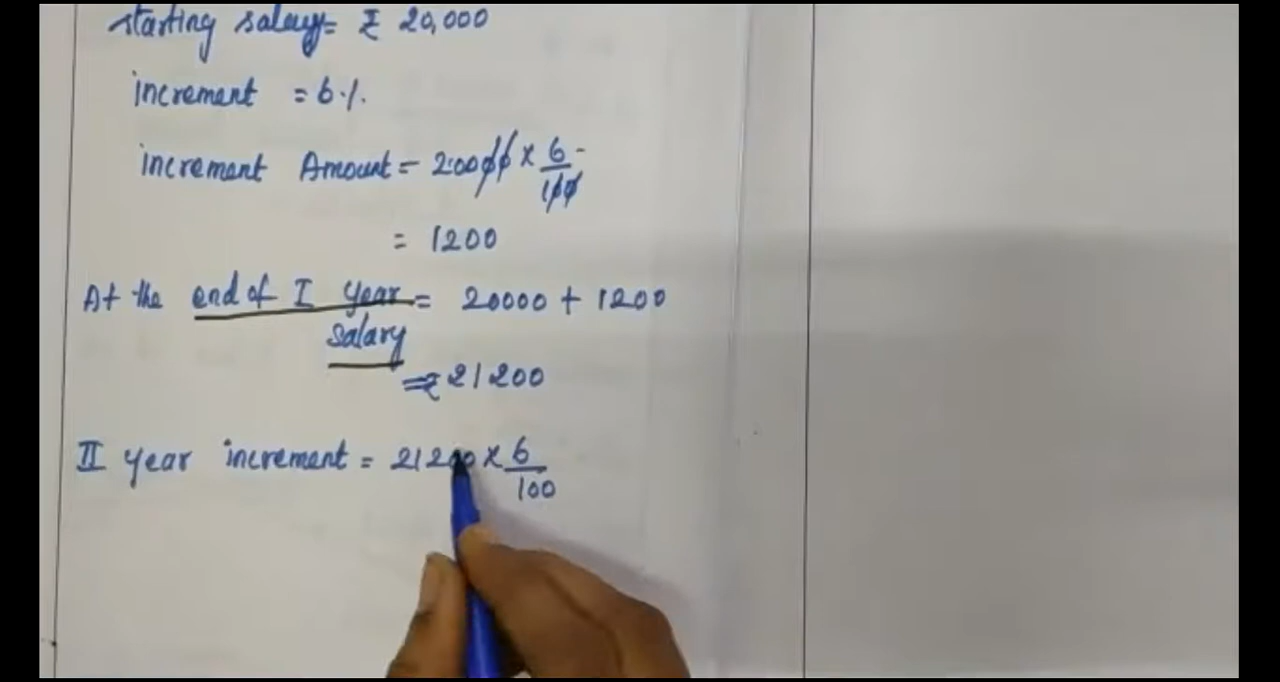 starting salary = ₹ 20,000
increment = 6%
increment Amount = 20000 × 6/100
= 1200
At the end of I year = 20000 + 1200
salary
= ₹ 21200
II year increment = 21200 × 6/100